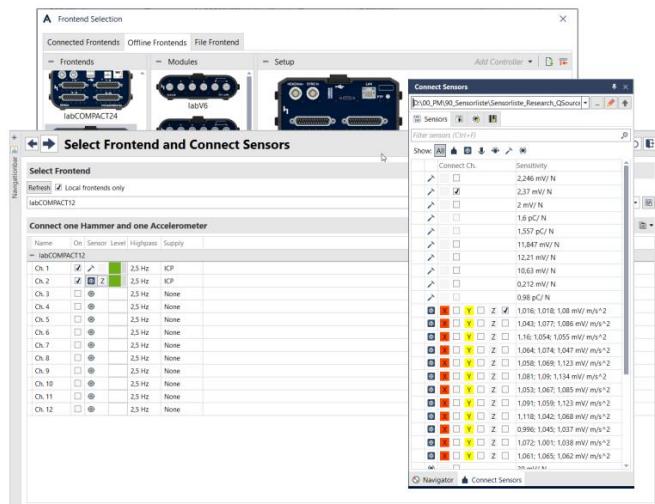 Frontend Selection
Connected Frontends Offline Frontends File Frontend
Frontends
Modules
Setup
Add Controller
labCOMPACT24
labV6
Navigationbar
Select Frontend and Connect Sensors
Select Frontend
Refresh Local frontends only
labCOMPACT12
Connect one Hammer and one Accelerometer
Name On Sensor Level Highpass Supply
labCOMPACT12
Ch. 1 2,5 Hz ICP
Ch. 2 Z 2,5 Hz ICP
Ch. 3 2,5 Hz None
Ch. 4 2,5 Hz None
Ch. 5 2,5 Hz None
Ch. 6 2,5 Hz None
Ch. 7 2,5 Hz None
Ch. 8 2,5 Hz None
Ch. 9 2,5 Hz None
Ch. 10 2,5 Hz None
Ch. 11 2,5 Hz None
Ch. 12 2,5 Hz None
Connect Sensors
D:\00_PM\90_Sensorliste\Sensorliste_Research_QSource
Sensors
Filter sensors (Ctrl+F)
Show: All
Connect Ch. Sensitivity
2,246 mV/ N
2,37 mV/ N
2 mV/ N
1,6 pC/ N
1,557 pC/ N
11,847 mV/ N
12,21 mV/ N
10,63 mV/ N
0,212 mV/ N
0,98 pC/ N
X Y Z 1,016; 1,018; 1,08 mV/ m/s^2
X Y Z 1,043; 1,077; 1,086 mV/ m/s^2
X Y Z 1,16; 1,054; 1,055 mV/ m/s^2
X Y Z 1,064; 1,074; 1,047 mV/ m/s^2
X Y Z 1,058; 1,069; 1,123 mV/ m/s^2
X Y Z 1,081; 1,09; 1,134 mV/ m/s^2
X Y Z 1,053; 1,067; 1,085 mV/ m/s^2
X Y Z 1,091; 1,059; 1,123 mV/ m/s^2
X Y Z 1,118; 1,042; 1,068 mV/ m/s^2
X Y Z 0,996; 1,045; 1,037 mV/ m/s^2
X Y Z 1,072; 1,001; 1,038 mV/ m/s^2
X Y Z 1,061; 1,065; 1,062 mV/ m/s^2
Navigator Connect Sensors